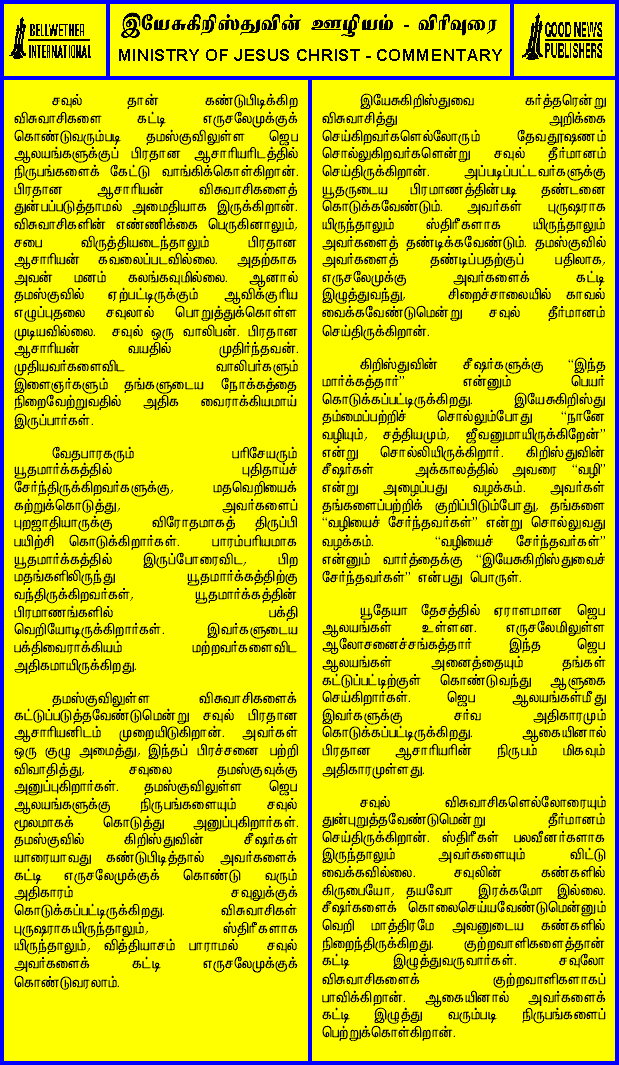 BELLWETHER
INTERNATIONAL
இயேசுகிறிஸ்துவின் ஊழியம் - விரிவுரை
MINISTRY OF JESUS CHRIST - COMMENTARY
GOOD NEWS
PUBLISHERS
சவுல் தான் கண்டுபிடிக்கிற
விசுவாசிகளை கட்டி எருசலேமுக்குக்
கொண்டுவரும்படி தமஸ்குவிலுள்ள ஜெப
ஆலயங்களுக்குப் பிரதான ஆசாரியரிடத்தில்
நிருபங்களைக் கேட்டு வாங்கிக்கொள்கிறான்.
பிரதான ஆசாரியன் விசுவாசிகளைத்
துன்பப்படுத்தாமல் அமைதியாக இருக்கிறான்.
விசுவாசிகளின் எண்ணிக்கை பெருகினாலும்,
சபை விருத்தியடைந்தாலும் பிரதான
ஆசாரியன் கவலைப்படவில்லை. அதற்காக
அவன் மனம் கலங்கவுமில்லை. ஆனால்
தமஸ்குவில் ஏற்பட்டிருக்கும் ஆவிக்குரிய
எழுப்புதலை சவுலால் பொறுத்துக்கொள்ள
முடியவில்லை. சவுல் ஒரு வாலிபன். பிரதான
ஆசாரியன் வயதில் முதிர்ந்தவன்.
முதியவர்களைவிட வாலிபர்களும்
இளைஞர்களும் தங்களுடைய நோக்கத்தை
நிறைவேற்றுவதில் அதிக வைராக்கியமாய்
இருப்பார்கள்.
வேதபாரகரும் பரிசேயரும்
யூதமார்க்கத்தில் புதிதாய்ச்
சேர்ந்திருக்கிறவர்களுக்கு, மதவெறியைக்
கற்றுக்கொடுத்து, அவர்களைப்
புறஜாதியாருக்கு விரோதமாகத் திருப்பி
பயிற்சி கொடுக்கிறார்கள். பாரம்பரியமாக
யூதமார்க்கத்தில் இருப்போரைவிட, பிற
மதங்களிலிருந்து யூதமார்க்கத்திற்கு
வந்திருக்கிறவர்கள், யூதமார்க்கத்தின்
பிரமாணங்களில் பக்தி
வெறியோடிருக்கிறார்கள். இவர்களுடைய
பக்திவைராக்கியம் மற்றவர்களைவிட
அதிகமாயிருக்கிறது.
தமஸ்குவிலுள்ள விசுவாசிகளைக்
கட்டுப்படுத்தவேண்டுமென்று சவுல் பிரதான
ஆசாரியனிடம் முறையிடுகிறான். அவர்கள்
ஒரு குழு அமைத்து, இந்தப் பிரச்சனை பற்றி
விவாதித்து, சவுலை தமஸ்குவுக்கு
அனுப்புகிறார்கள். தமஸ்குவிலுள்ள ஜெப
ஆலயங்களுக்கு நிருபங்களையும் சவுல்
மூலமாகக் கொடுத்து அனுப்புகிறார்கள்.
தமஸ்குவில் கிறிஸ்துவின் சீஷர்கள்
யாரையாவது கண்டுபிடித்தால் அவர்களைக்
கட்டி எருசலேமுக்குக் கொண்டு வரும்
அதிகாரம் சவுலுக்குக்
கொடுக்கப்பட்டிருக்கிறது. விசுவாசிகள்
புருஷராகயிருந்தாலும், ஸ்திரீகளாக
யிருந்தாலும், வித்தியாசம் பாராமல் சவுல்
அவர்களைக் கட்டி எருசலேமுக்குக்
கொண்டுவரலாம்.
இயேசுகிறிஸ்துவை கர்த்தரென்று
விசுவாசித்து அறிக்கை
செய்கிறவர்களெல்லோரும் தேவதூஷணம்
சொல்லுகிறவர்களென்று சவுல் தீர்மானம்
செய்திருக்கிறான். அப்படிப்பட்டவர்களுக்கு
யூதருடைய பிரமாணத்தின்படி தண்டனை
கொடுக்கவேண்டும். அவர்கள் புருஷராக
யிருந்தாலும் ஸ்திரீகளாக யிருந்தாலும்
அவர்களைத் தண்டிக்கவேண்டும். தமஸ்குவில்
அவர்களைத் தண்டிப்பதற்குப் பதிலாக,
எருசலேமுக்கு அவர்களைக் கட்டி
இழுத்துவந்து, சிறைச்சாலையில் காவல்
வைக்கவேண்டுமென்று சவுல் தீர்மானம்
செய்திருக்கிறான்.
கிறிஸ்துவின் சீஷர்களுக்கு “இந்த
மார்க்கத்தார்” என்னும் பெயர்
கொடுக்கப்பட்டிருக்கிறது. இயேசுகிறிஸ்து
தம்மைப்பற்றிச் சொல்லும்போது “நானே
வழியும், சத்தியமும், ஜீவனுமாயிருக்கிறேன்”
என்று சொல்லியிருக்கிறார். கிறிஸ்துவின்
சீஷர்கள் அக்காலத்தில் அவரை “வழி”
என்று அழைப்பது வழக்கம். அவர்கள்
தங்களைப்பற்றிக் குறிப்பிடும்போது, தங்களை
“வழியைச் சேர்ந்தவர்கள்” என்று சொல்லுவது
வழக்கம். “வழியைச் சேர்ந்தவர்கள்”
என்னும் வார்த்தைக்கு “இயேசுகிறிஸ்துவைச்
சேர்ந்தவர்கள்” என்பது பொருள்.
யூதேயா தேசத்தில் ஏராளமான ஜெப
ஆலயங்கள் உள்ளன. எருசலேமிலுள்ள
ஆலோசனைச்சங்கத்தார் இந்த ஜெப
ஆலயங்கள் அனைத்தையும் தங்கள்
கட்டுப்பாட்டிற்குள் கொண்டுவந்து ஆளுகை
செய்கிறார்கள். ஜெப ஆலயங்கள்மீது
இவர்களுக்கு சர்வ அதிகாரமும்
கொடுக்கப்பட்டிருக்கிறது. ஆகையினால்
பிரதான ஆசாரியரின் நிருபம் மிகவும்
அதிகாரமுள்ளது.
சவுல் விசுவாசிகளெல்லோரையும்
துன்புறுத்தவேண்டுமென்று தீர்மானம்
செய்திருக்கிறான். ஸ்திரீகள் பலவீனர்களாக
இருந்தாலும் அவர்களையும் விட்டு
வைக்கவில்லை. சவுலின் கண்களில்
கிருபையோ, தயவோ இரக்கமோ இல்லை.
சீஷர்களைக் கொலைசெய்யவேண்டுமென்னும்
வெறி மாத்திரமே அவனுடைய கண்களில்
நிறைந்திருக்கிறது. குற்றவாளிகளைத்தான்
கட்டி இழுத்துவருவார்கள். சவுலோ
விசுவாசிகளைக் குற்றவாளிகளாகப்
பாவிக்கிறான். ஆகையினால் அவர்களைக்
கட்டி இழுத்து வரும்படி நிருபங்களைப்
பெற்றுக்கொள்கிறான்.